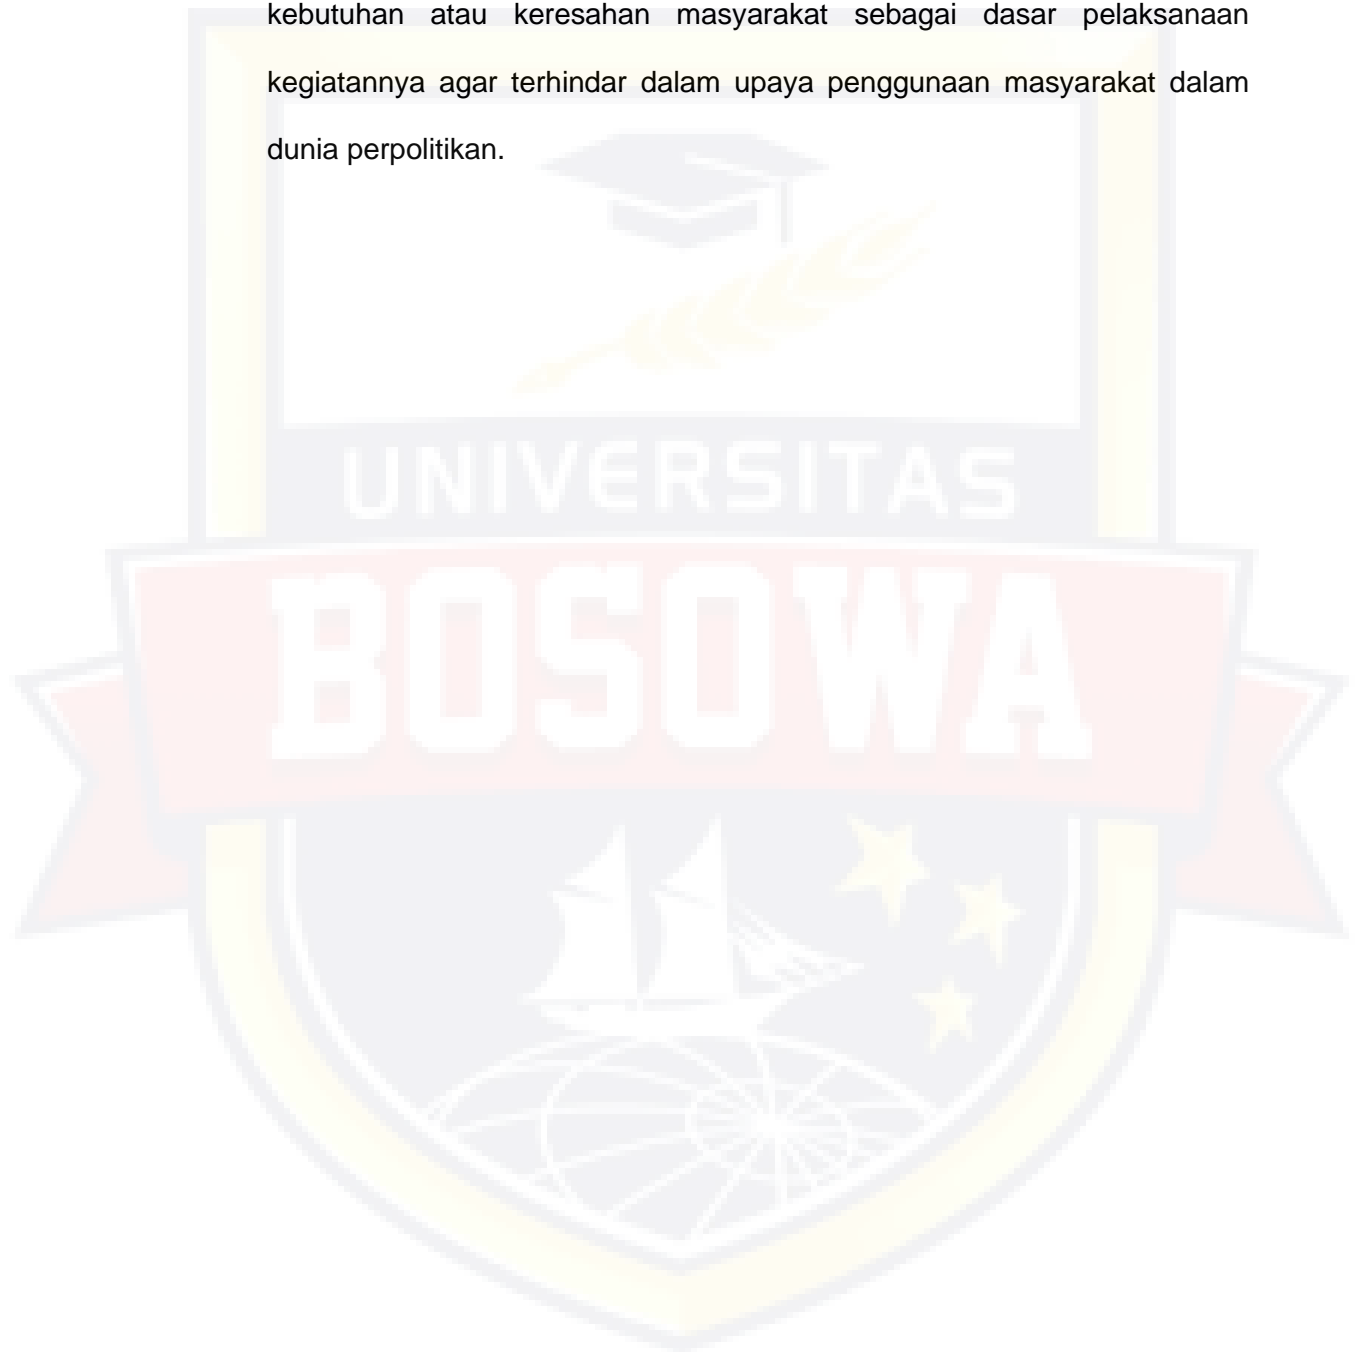 kebutuhan atau keresahan masyarakat sebagai dasar pelaksanaan
kegiatannya agar terhindar dalam upaya penggunaan masyarakat dalam
dunia perpolitikan.
UNIVERSITAS
BOSOWA